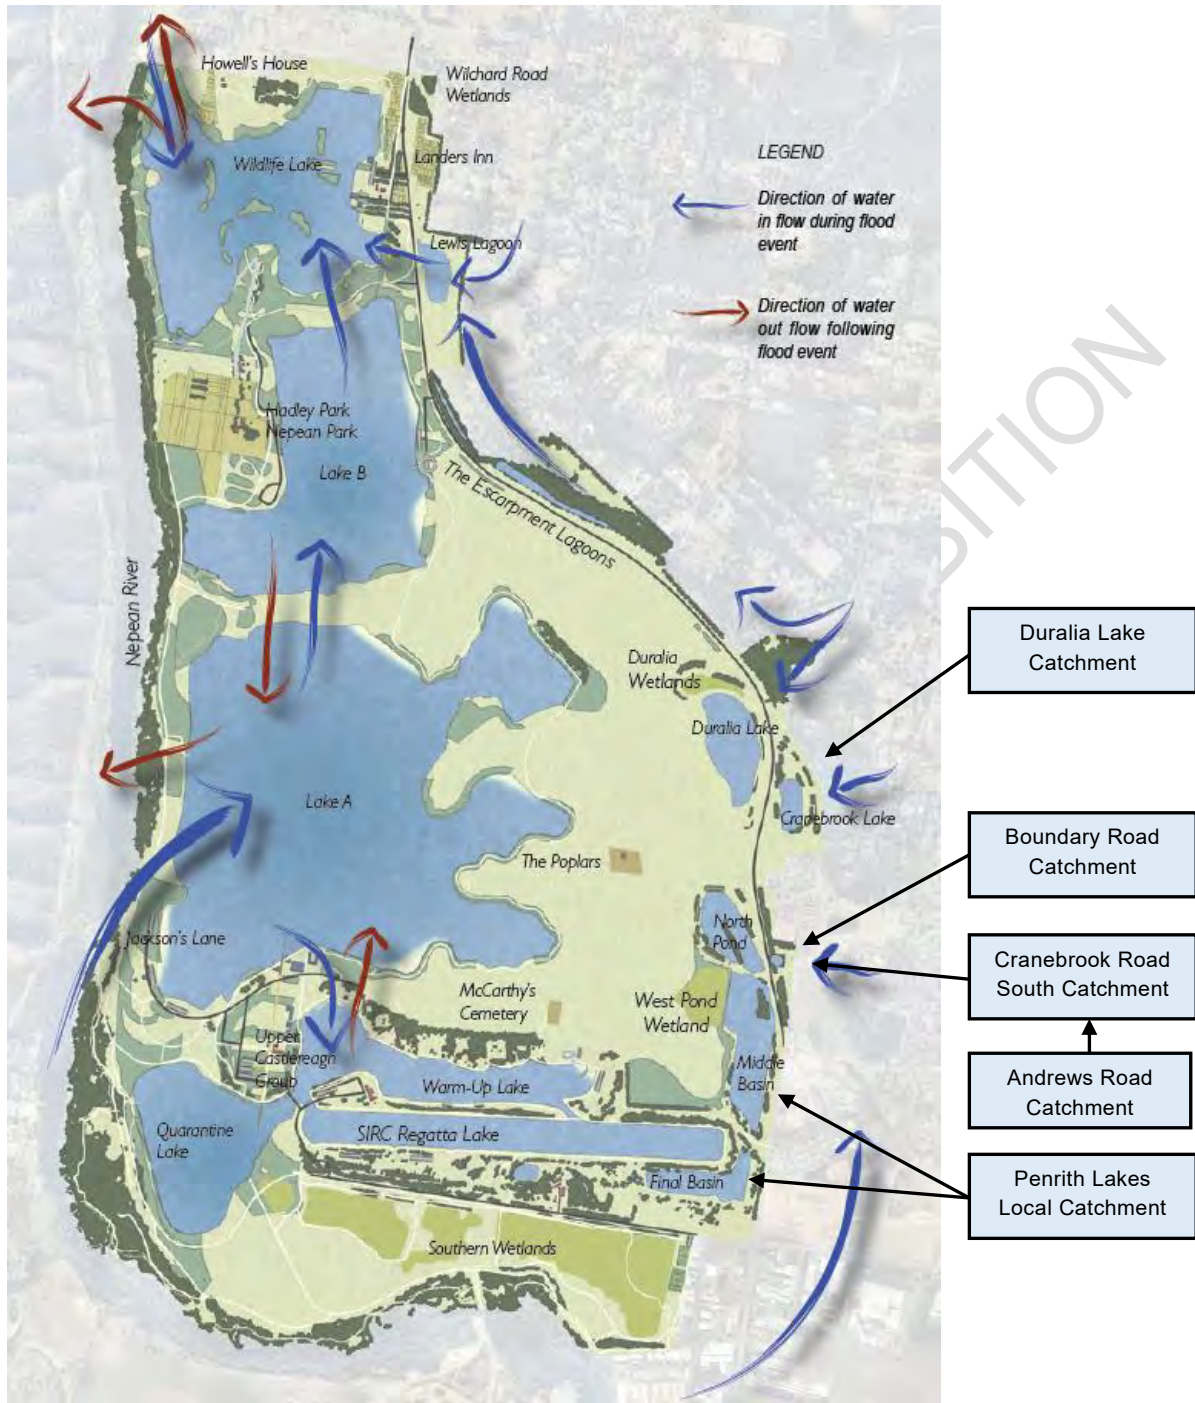 Howell's House
Wilchard Road
Wetlands
Wildlife Lake
Landers Inn
LEGEND
Direction of water
in flow during flood
event
Lewis Lagoon
Direction of water
out flow following
flood event
Hadley Park
Nepean Park
Lake B
The Escarpment Lagoons
Nepean River
BITION
Duralia
Wetlands
Duralia Lake
Duralia Lake
Catchment
Lake A
Cranebrook Lake
The Poplars
Boundary Road
Catchment
Jackson's Lane
North
Pond
Cranebrook Road
South Catchment
McCarthy's
Cemetery
West Pond
Wetland
Upper
Castlereagh
Group
Warm-Up Lake
Middle
Basin
Andrews Road
Catchment
Quarantine
Lake
SIRC Regatta Lake
Final Basin
Penrith Lakes
Local Catchment
Southern Wetlands